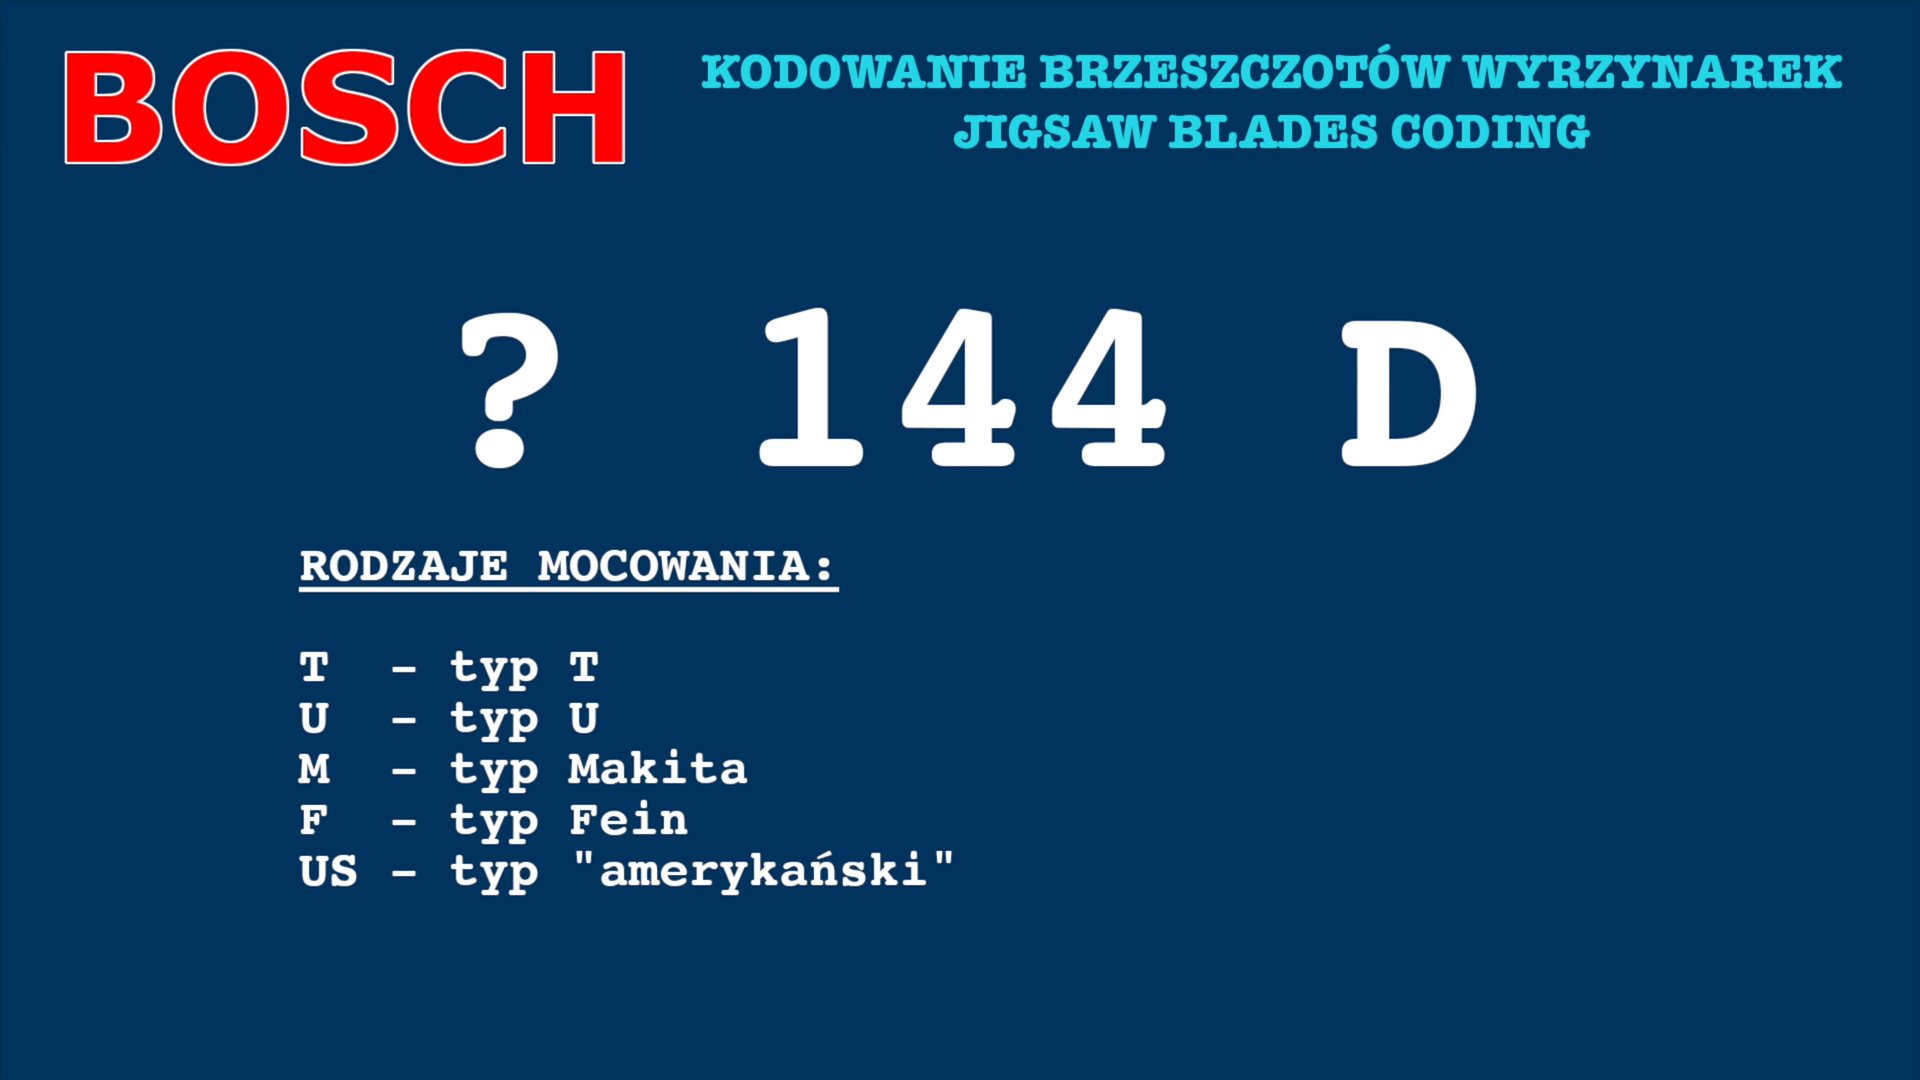 BOSCH
KODOWANIE BRZESZCZOTÓW WYRZYNAREK
JIGSAW BLADES CODING
? 144 D
RODZAJE MOCOWANIA:
T - typ T
U - typ U
M - typ Makita
F - typ Fein
US - typ "amerykański"